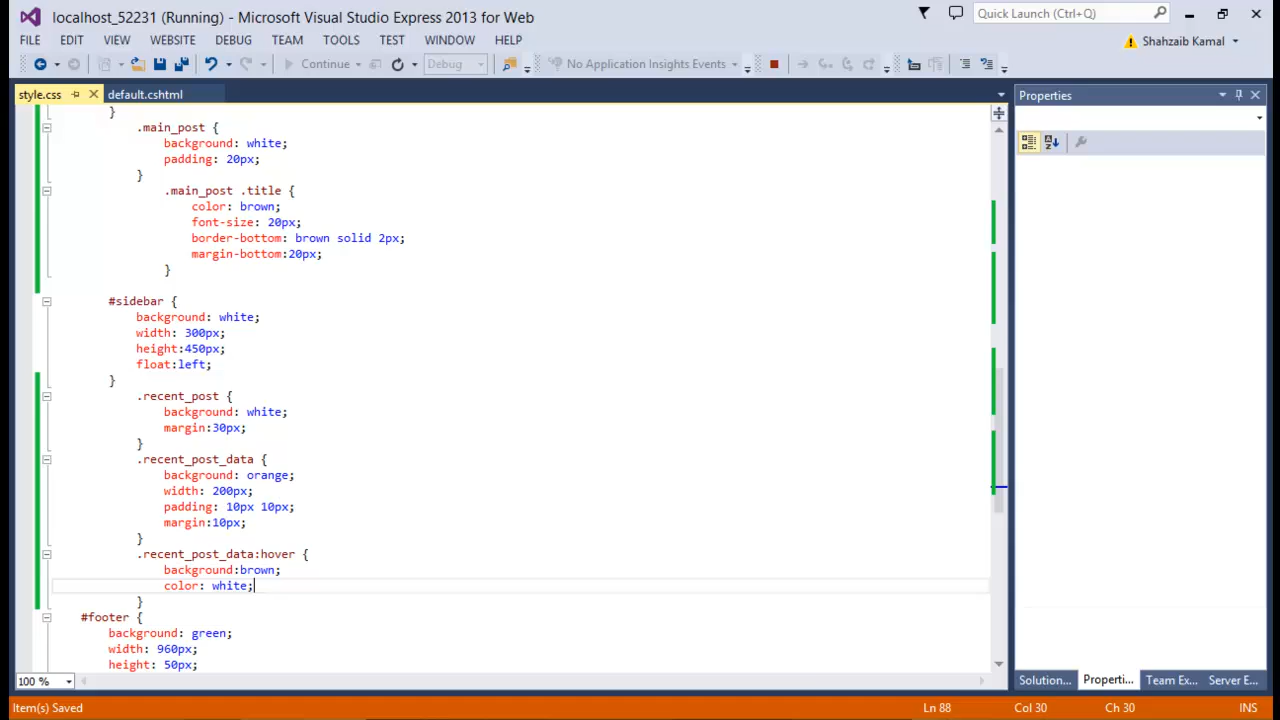 localhost_52231 (Running) - Microsoft Visual Studio Express 2013 for Web
Quick Launch (Ctrl+Q)
FILE EDIT VIEW WEBSITE DEBUG TEAM TOOLS TEST WINDOW HELP
Shahzaib Kamal
Continue Debug No Application Insights Events
style.css default.cshtml
Properties
}
.main_post {
background: white;
padding: 20px;
}
.main_post .title {
color: brown;
font-size: 20px;
border-bottom: brown solid 2px;
margin-bottom:20px;
}
#sidebar {
background: white;
width: 300px;
height:450px;
float:left;
}
.recent_post {
background: white;
margin:30px;
}
.recent_post_data {
background: orange;
width: 200px;
padding: 10px 10px;
margin:10px;
}
.recent_post_data:hover {
background:brown;
color: white;
}
#footer {
background: green;
width: 960px;
height: 50px;
100 %
Solution... Properti... Team Ex... Server E...
Item(s) Saved Ln 88 Col 30 Ch 30 INS